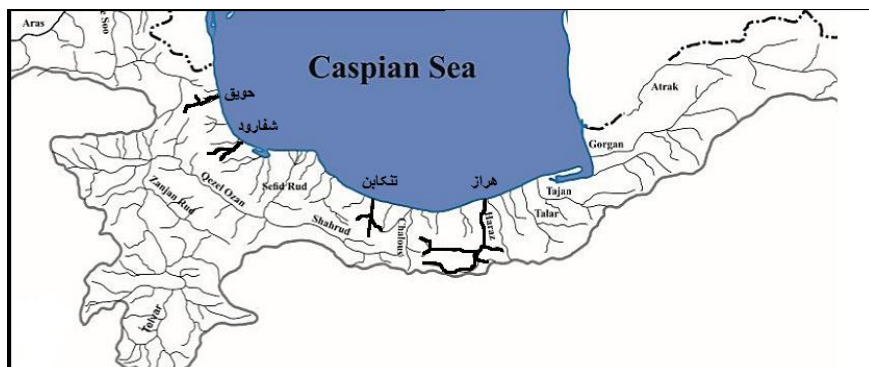 Aras
Soo
Caspian Sea
Atrak
حویق
شفارود
Gorgan
تنکابن
هراز
Tajan
Sefid Rud
Qezel Ozan
Zanjan Rud
Talar
Shahrud
Chalous
Haraz
Telvar